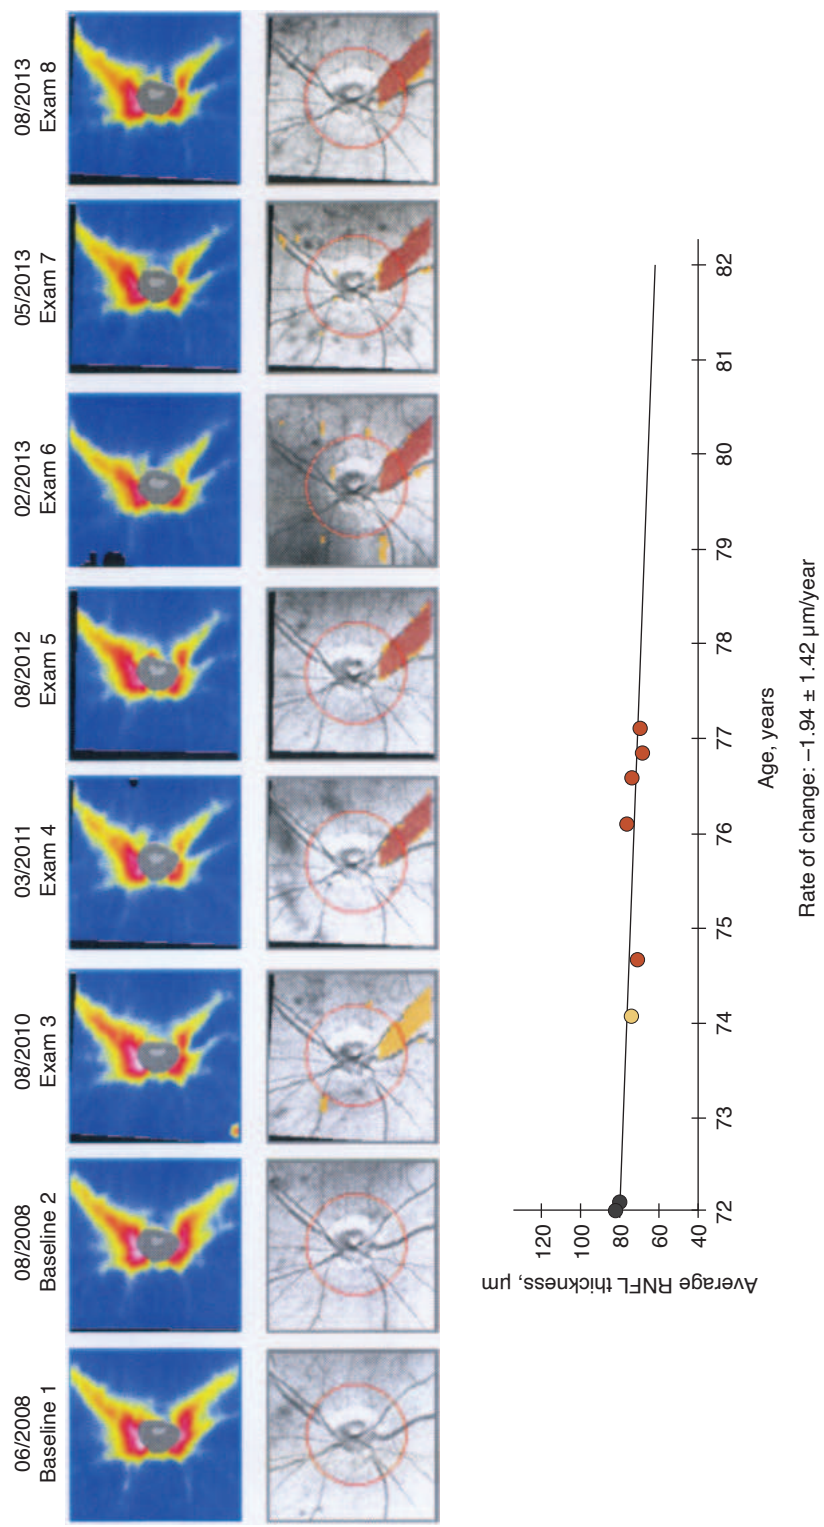 06/2008
Baseline 1
08/2008
Baseline 2
08/2010
Exam 3
03/2011
Exam 4
08/2012
Exam 5
02/2013
Exam 6
05/2013
Exam 7
08/2013
Exam 8
Average RNFL thickness, µm
120
100
80
60
40
72
73
74
75
76
77
78
79
80
81
82
Age, years
Rate of change: −1.94 ± 1.42 µm/year